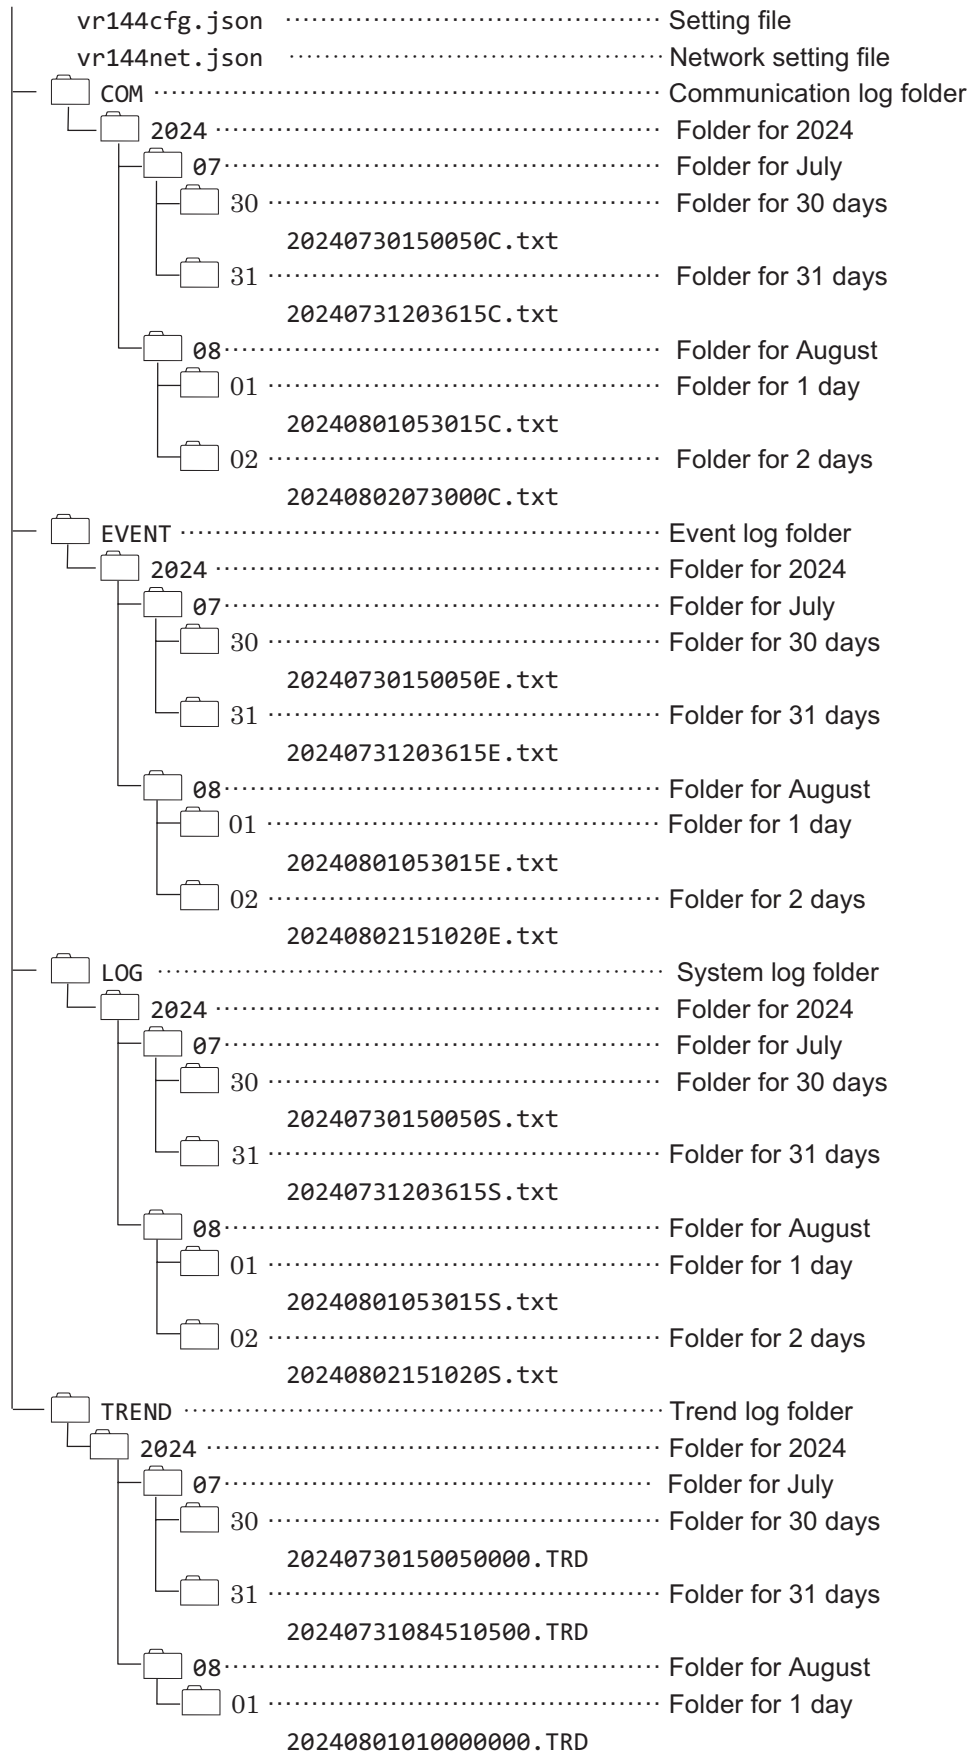 vr144cfg.json ⋯⋯⋯⋯⋯⋯⋯⋯⋯⋯⋯⋯⋯ Setting file
vr144net.json ⋯⋯⋯⋯⋯⋯⋯⋯⋯⋯⋯⋯⋯ Network setting file
COM ⋯⋯⋯⋯⋯⋯⋯⋯⋯⋯⋯⋯⋯ Communication log folder
2024 ⋯⋯⋯⋯⋯⋯⋯⋯⋯⋯⋯⋯⋯ Folder for 2024
07 ⋯⋯⋯⋯⋯⋯⋯⋯⋯⋯⋯⋯⋯ Folder for July
30 ⋯⋯⋯⋯⋯⋯⋯⋯⋯⋯⋯⋯⋯ Folder for 30 days
20240730150050C.txt
31 ⋯⋯⋯⋯⋯⋯⋯⋯⋯⋯⋯⋯⋯ Folder for 31 days
20240731203615C.txt
08 ⋯⋯⋯⋯⋯⋯⋯⋯⋯⋯⋯⋯⋯ Folder for August
01 ⋯⋯⋯⋯⋯⋯⋯⋯⋯⋯⋯⋯⋯ Folder for 1 day
20240801053015C.txt
02 ⋯⋯⋯⋯⋯⋯⋯⋯⋯⋯⋯⋯⋯ Folder for 2 days
20240802073000C.txt
EVENT ⋯⋯⋯⋯⋯⋯⋯⋯⋯⋯⋯⋯⋯ Event log folder
2024 ⋯⋯⋯⋯⋯⋯⋯⋯⋯⋯⋯⋯⋯ Folder for 2024
07 ⋯⋯⋯⋯⋯⋯⋯⋯⋯⋯⋯⋯⋯ Folder for July
30 ⋯⋯⋯⋯⋯⋯⋯⋯⋯⋯⋯⋯⋯ Folder for 30 days
20240730150050E.txt
31 ⋯⋯⋯⋯⋯⋯⋯⋯⋯⋯⋯⋯⋯ Folder for 31 days
20240731203615E.txt
08 ⋯⋯⋯⋯⋯⋯⋯⋯⋯⋯⋯⋯⋯ Folder for August
01 ⋯⋯⋯⋯⋯⋯⋯⋯⋯⋯⋯⋯⋯ Folder for 1 day
20240801053015E.txt
02 ⋯⋯⋯⋯⋯⋯⋯⋯⋯⋯⋯⋯⋯ Folder for 2 days
20240802151020E.txt
LOG ⋯⋯⋯⋯⋯⋯⋯⋯⋯⋯⋯⋯⋯ System log folder
2024 ⋯⋯⋯⋯⋯⋯⋯⋯⋯⋯⋯⋯⋯ Folder for 2024
07 ⋯⋯⋯⋯⋯⋯⋯⋯⋯⋯⋯⋯⋯ Folder for July
30 ⋯⋯⋯⋯⋯⋯⋯⋯⋯⋯⋯⋯⋯ Folder for 30 days
20240730150050S.txt
31 ⋯⋯⋯⋯⋯⋯⋯⋯⋯⋯⋯⋯⋯ Folder for 31 days
20240731203615S.txt
08 ⋯⋯⋯⋯⋯⋯⋯⋯⋯⋯⋯⋯⋯ Folder for August
01 ⋯⋯⋯⋯⋯⋯⋯⋯⋯⋯⋯⋯⋯ Folder for 1 day
20240801053015S.txt
02 ⋯⋯⋯⋯⋯⋯⋯⋯⋯⋯⋯⋯⋯ Folder for 2 days
20240802151020S.txt
TREND ⋯⋯⋯⋯⋯⋯⋯⋯⋯⋯⋯⋯⋯ Trend log folder
2024 ⋯⋯⋯⋯⋯⋯⋯⋯⋯⋯⋯⋯⋯ Folder for 2024
07 ⋯⋯⋯⋯⋯⋯⋯⋯⋯⋯⋯⋯⋯ Folder for July
30 ⋯⋯⋯⋯⋯⋯⋯⋯⋯⋯⋯⋯⋯ Folder for 30 days
20240730150050000.TRD
31 ⋯⋯⋯⋯⋯⋯⋯⋯⋯⋯⋯⋯⋯ Folder for 31 days
20240731084510500.TRD
08 ⋯⋯⋯⋯⋯⋯⋯⋯⋯⋯⋯⋯⋯ Folder for August
01 ⋯⋯⋯⋯⋯⋯⋯⋯⋯⋯⋯⋯⋯ Folder for 1 day
20240801010000000.TRD